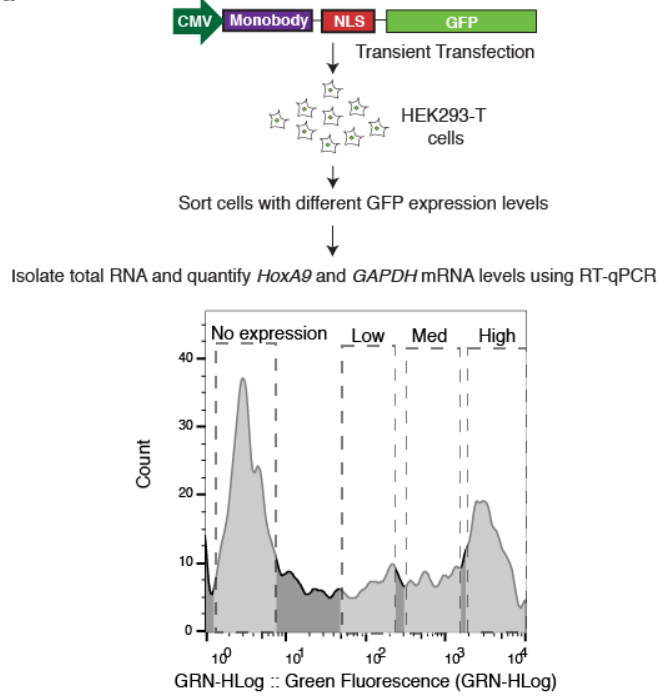 CMV Monobody NLS GFP
Transient Transfection
HEK293-T
cells
Sort cells with different GFP expression levels
Isolate total RNA and quantify HoxA9 and GAPDH mRNA levels using RT-qPCR
No expression Low Med High
40
30
20
10
0
Count
10⁰ 10¹ 10² 10³ 10⁴
GRN-HLog :: Green Fluorescence (GRN-HLog)